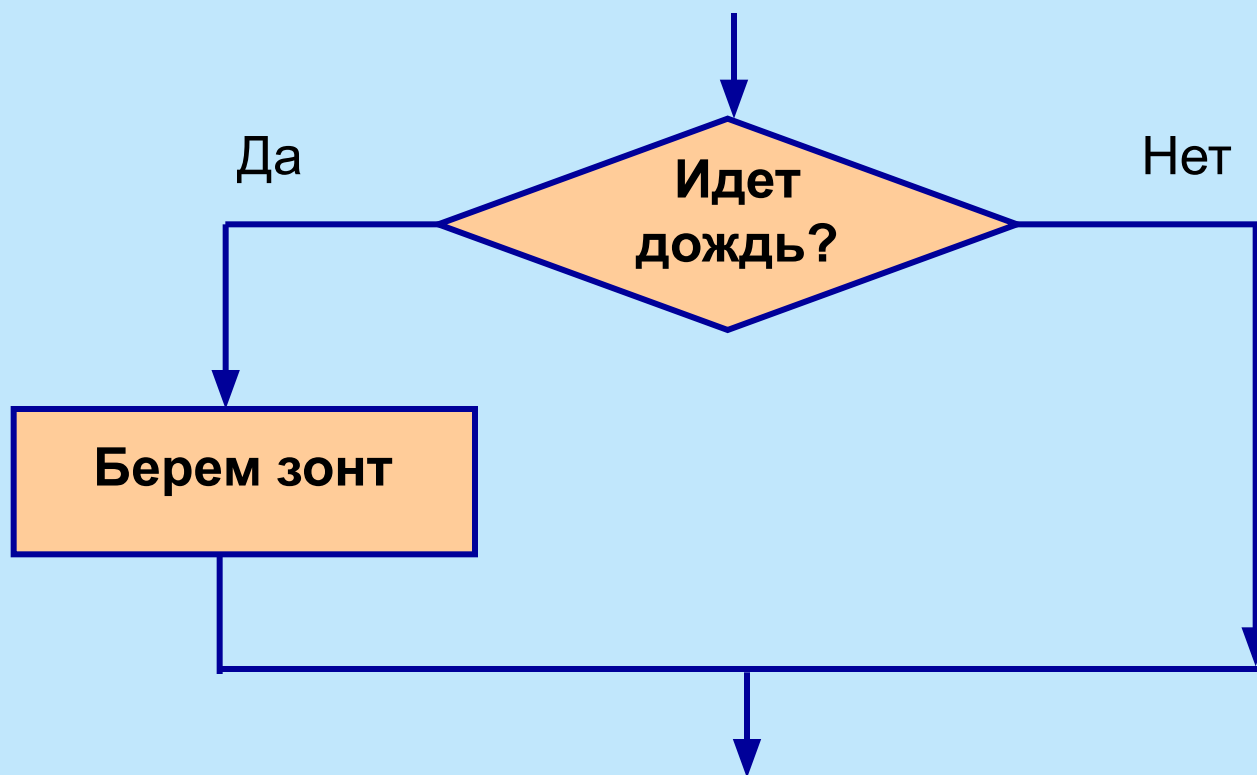 Да
Идет
дождь?
Нет
Берем зонт